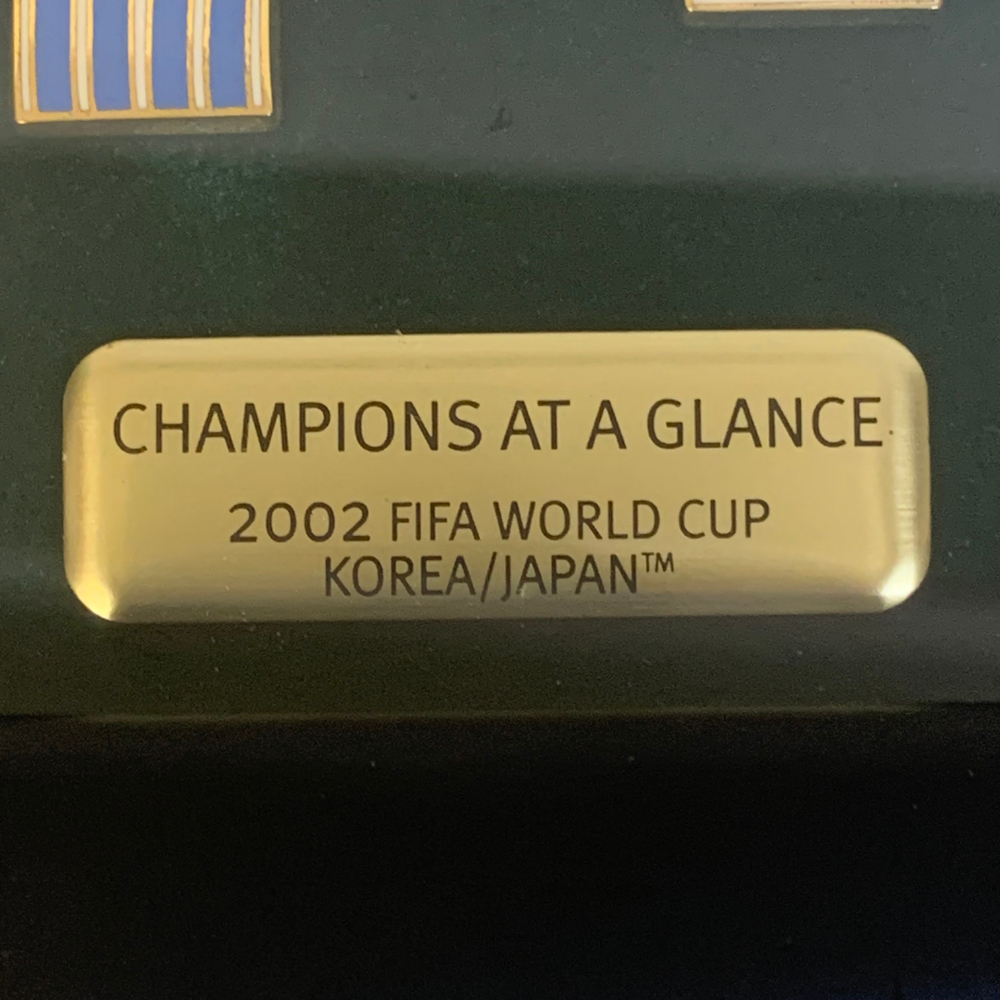 CHAMPIONS AT A GLANCE
2002 FIFA WORLD CUP
KOREA/JAPAN™